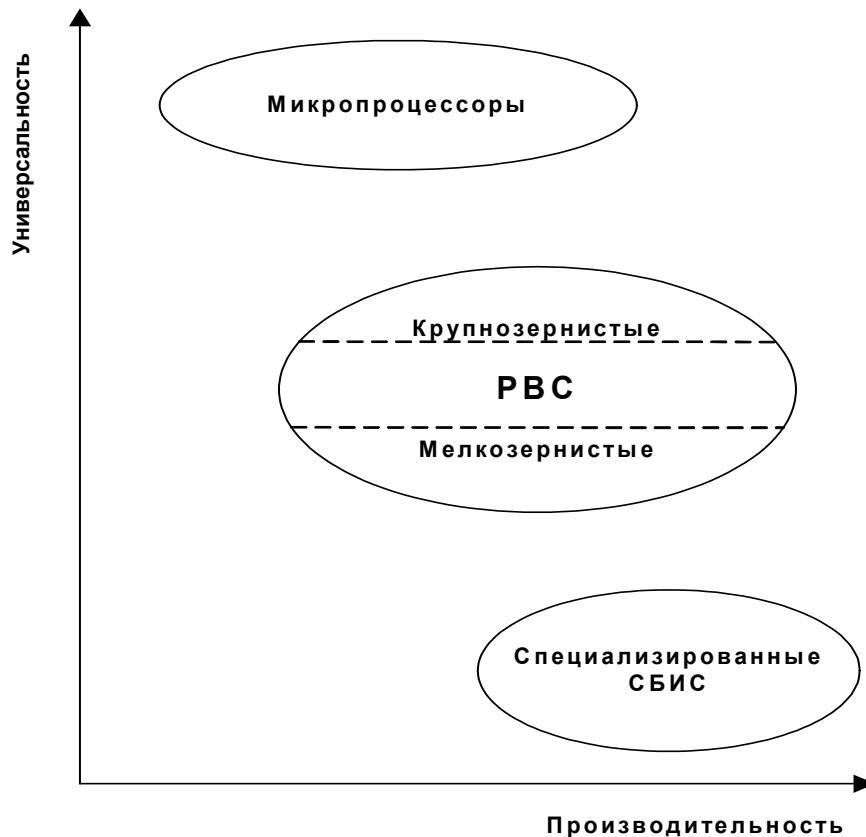 Универсальность
Микропроцессоры
Крупнозернистые
РВС
Мелкозернистые
Специализированные
СБИС
Производительность